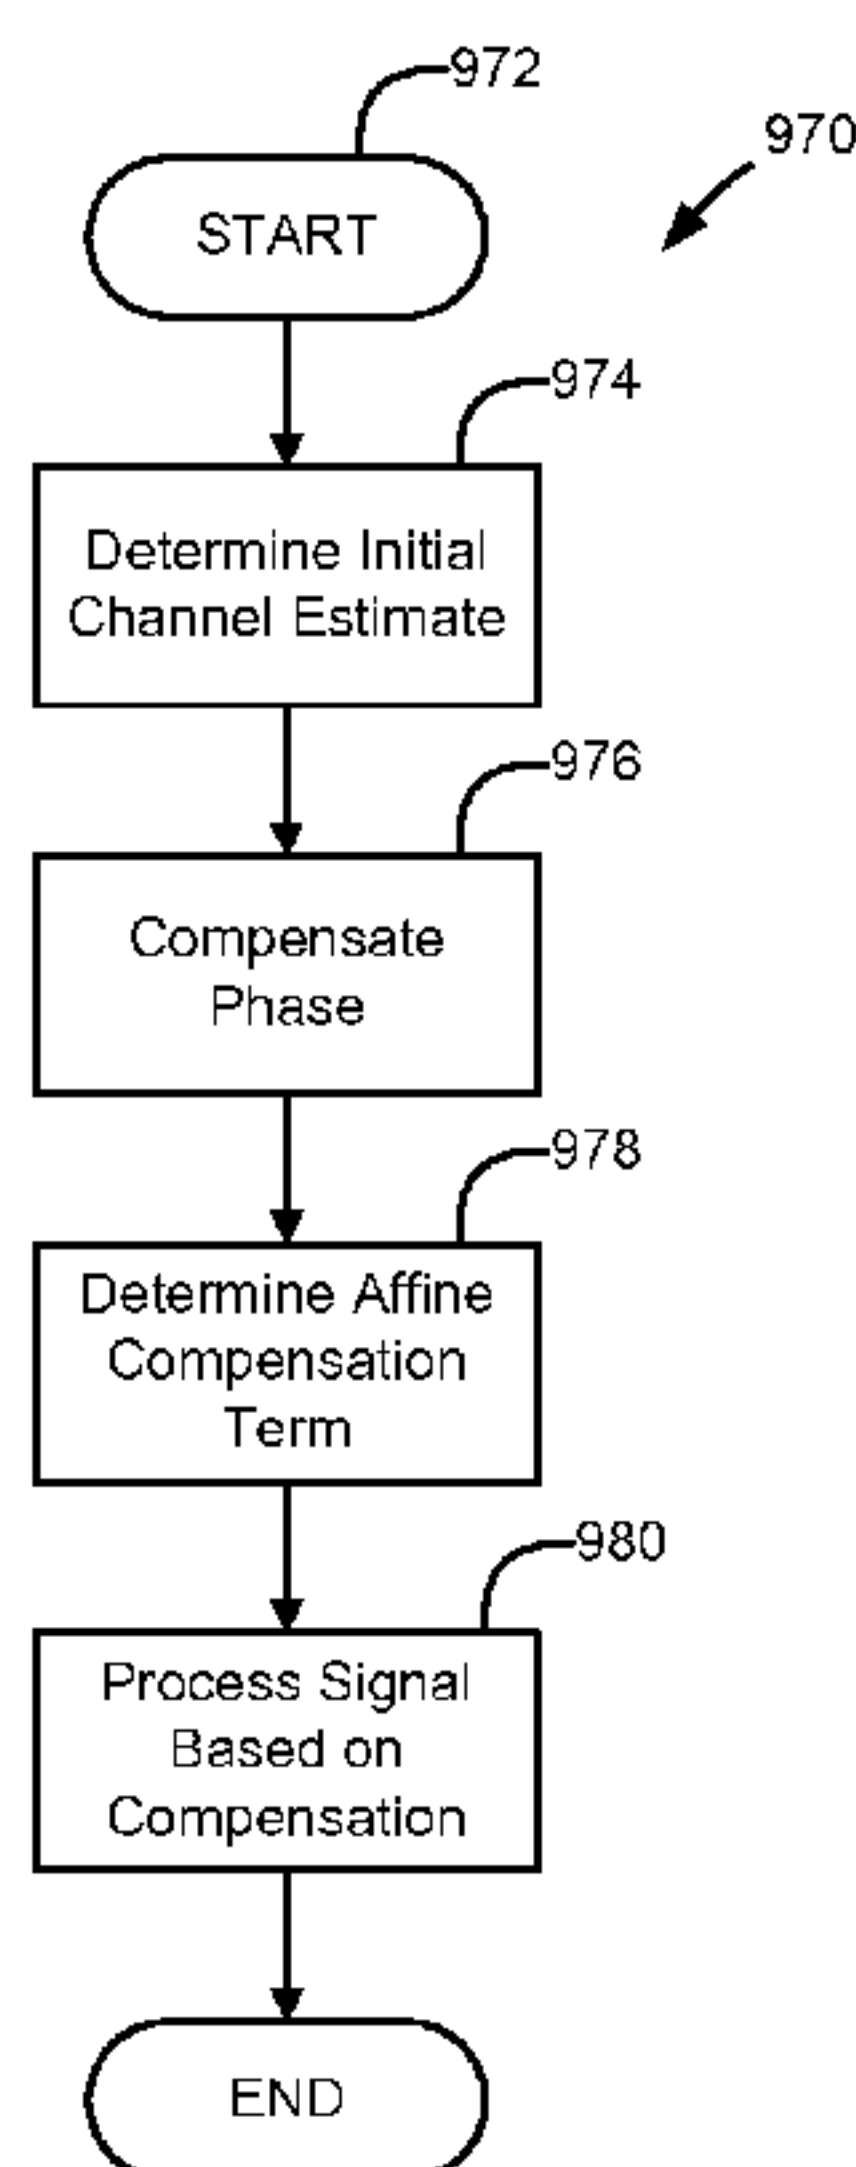 972
970
START
974
Determine Initial
Channel Estimate
976
Compensate
Phase
978
Determine Affine
Compensation
Term
980
Process Signal
Based on
Compensation
END